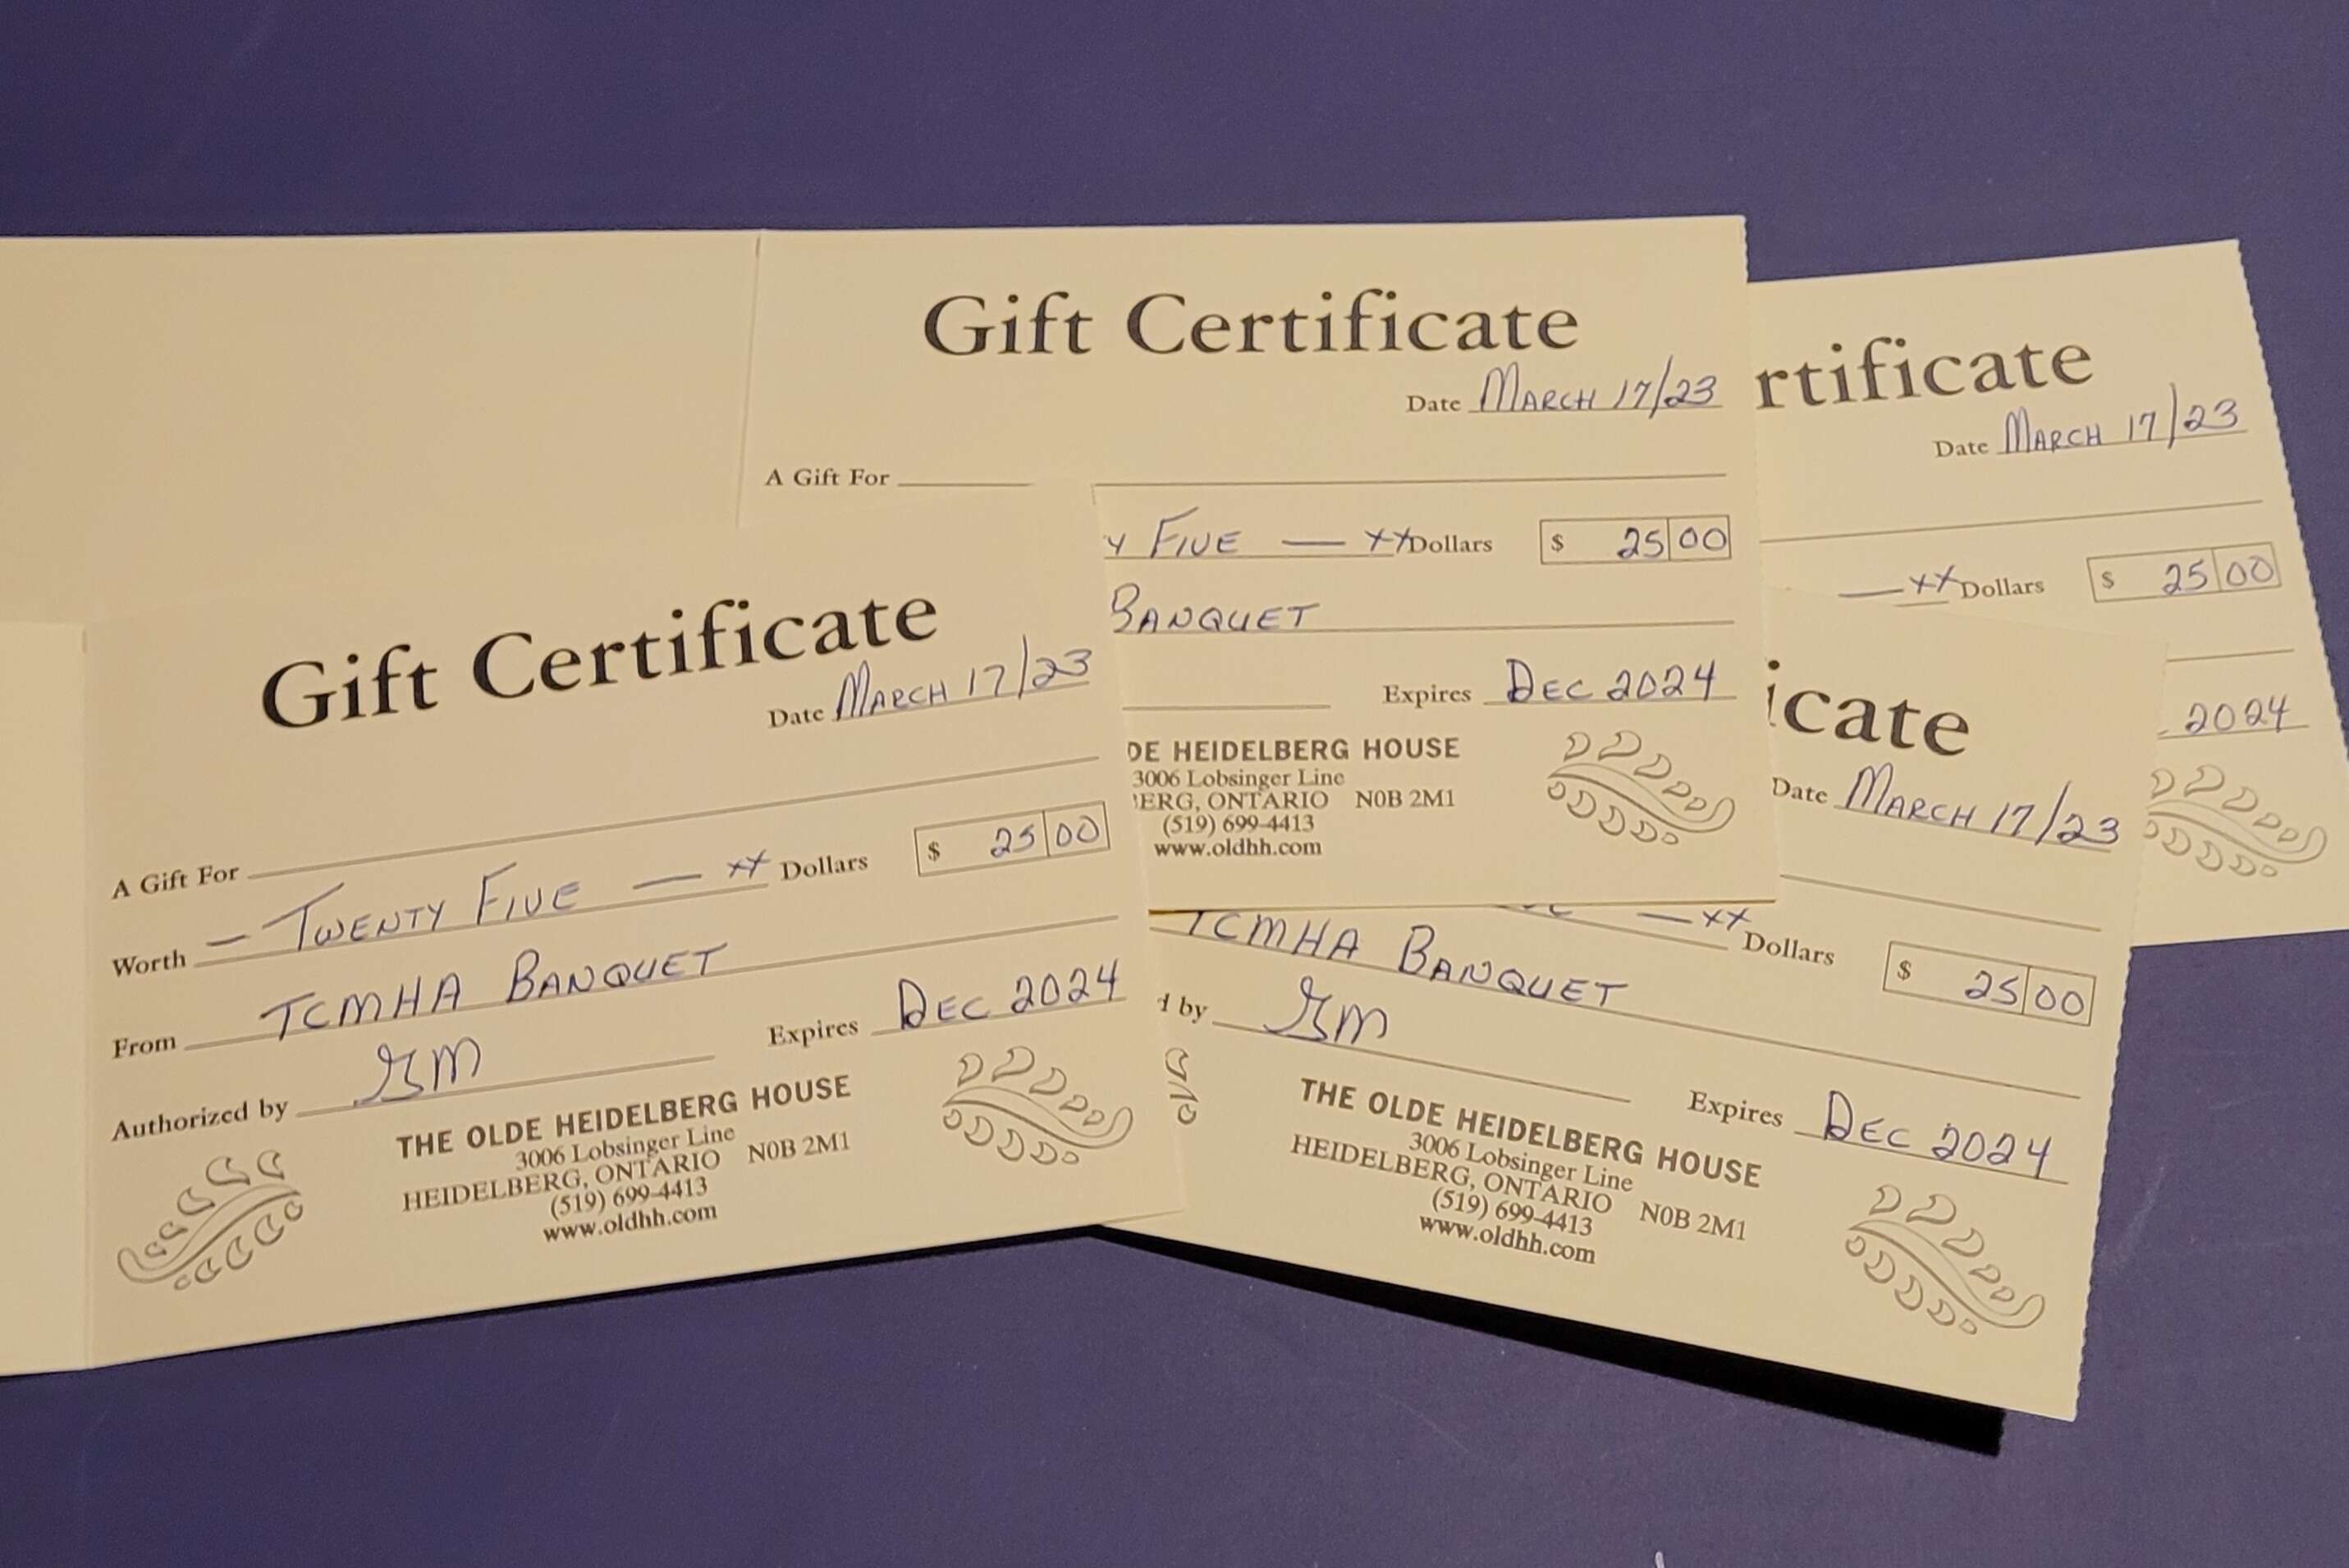 Gift Certificate
Date MARCH 17/23
A Gift For
Y FIVE — xx Dollars $ 25 00
BANQUET
Expires DEC 2024
DE HEIDELBERG HOUSE
3006 Lobsinger Line
ERG, ONTARIO N0B 2M1
(519) 699-4413
www.oldhh.com
rtificate
Date MARCH 17/23
— xx Dollars $ 25 00
2024
Gift Certificate
Date MARCH 17/23
A Gift For
Worth — TWENTY FIVE — xx Dollars $ 25 00
From TCMHA BANQUET
Authorized by GM Expires DEC 2024
THE OLDE HEIDELBERG HOUSE
3006 Lobsinger Line
HEIDELBERG, ONTARIO N0B 2M1
(519) 699-4413
www.oldhh.com
icate
Date MARCH 17/23
— xx Dollars $ 25 00
TCMHA BANQUET
d by GM Expires DEC 2024
THE OLDE HEIDELBERG HOUSE
3006 Lobsinger Line
HEIDELBERG, ONTARIO N0B 2M1
(519) 699-4413
www.oldhh.com